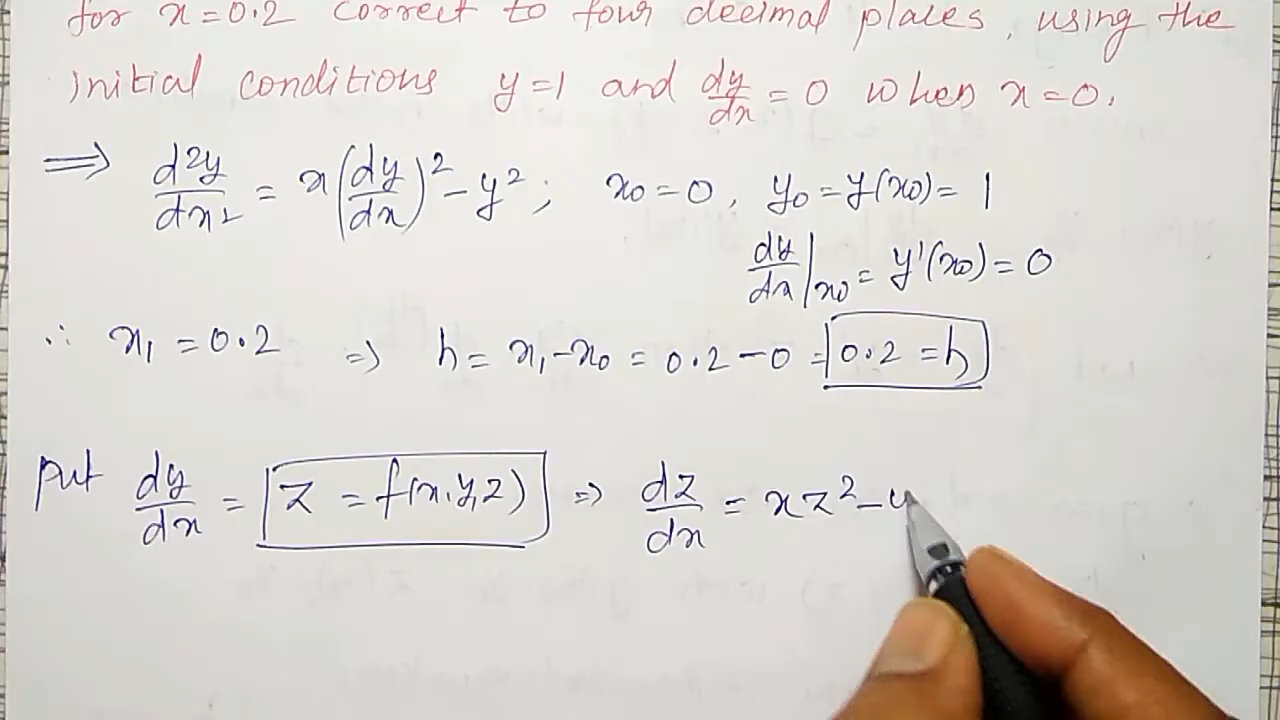 for x=0.2 correct to four decimal places, using the
initial conditions y=1 and dy/dx = 0 when x=0.
⟹ d²y/dx² = x(dy/dx)² - y² ; x₀=0, y₀=y(x₀)=1
dy/dx|x₀ = y'(x₀)=0
∴ x₁ = 0.2 ⇒ h = x₁-x₀ = 0.2-0 = 0.2 = h
put dy/dx = z = f(x,y,z) ⇒ dz/dx = xz² - y